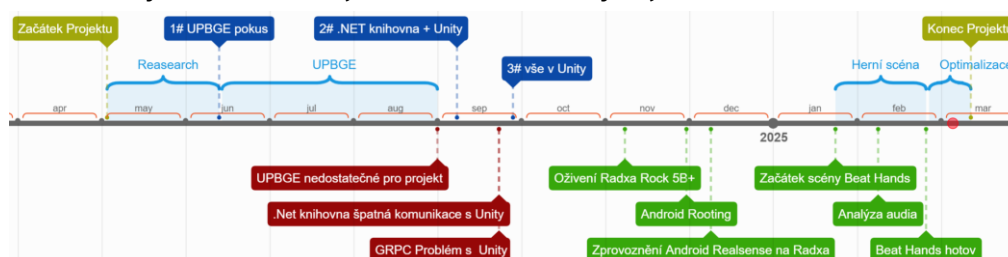 Začátek Projektu
1# UPBGE pokus
2# .NET knihovna + Unity
Konec Projektu
Reasearch
UPBGE
3# vše v Unity
Herní scéna
Optimalizace
apr
may
jun
jul
aug
sep
oct
nov
dec
jan
feb
mar
2025
UPBGE nedostatečné pro projekt
Oživení Radxa Rock 5B+
Začátek scény Beat Hands
.Net knihovna špatná komunikace s Unity
Android Rooting
Analýza audia
GRPC Problém s Unity
Zprovoznění Android Realsense na Radxa
Beat Hands hotov